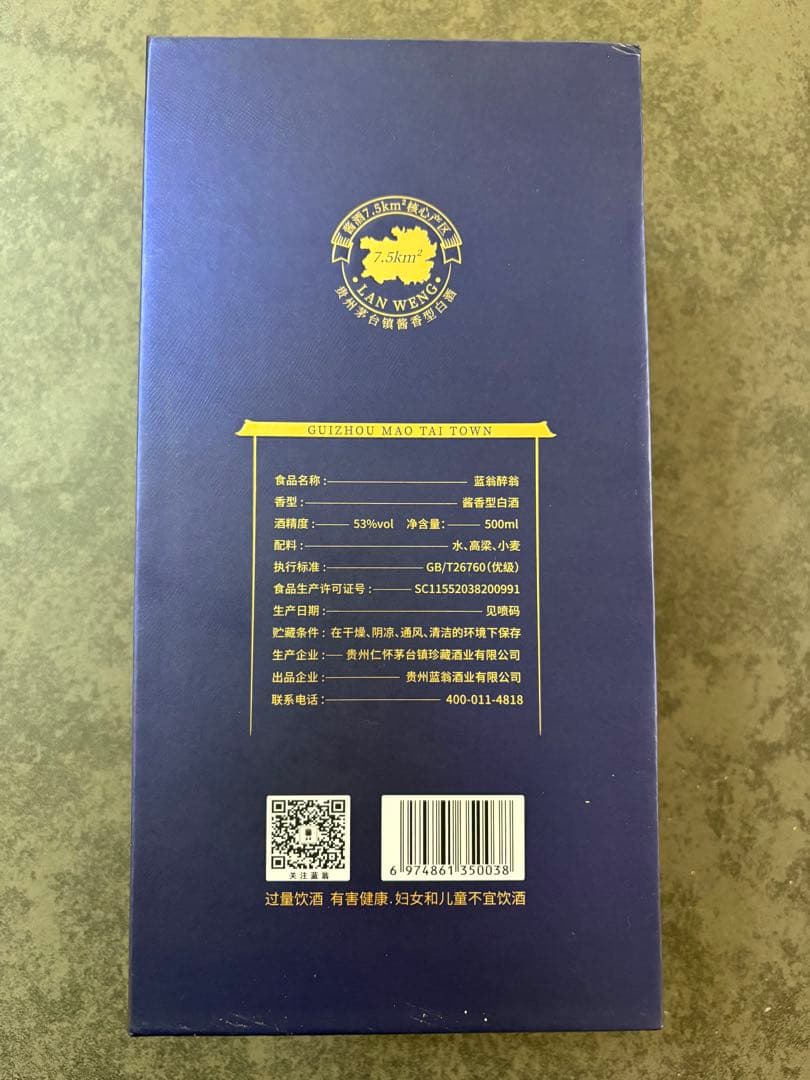 酱酒7.5km²核心产区
7.5km²
·LAN WENG·
贵州茅台镇酱香型白酒
GUIZHOU MAO TAI TOWN
食品名称：蓝翁醉翁
香型：酱香型白酒
酒精度：53%vol 净含量：500ml
配料：水、高粱、小麦
执行标准：GB/T26760（优级）
食品生产许可证号：SC11552038200991
生产日期：见喷码
贮藏条件：在干燥、阴凉、通风、清洁的环境下保存
生产企业：贵州仁怀茅台镇珍藏酒业有限公司
出品企业：贵州蓝翁酒业有限公司
联系电话：400-011-4818
关注蓝翁
6 974861 350038
过量饮酒 有害健康.妇女和儿童不宜饮酒